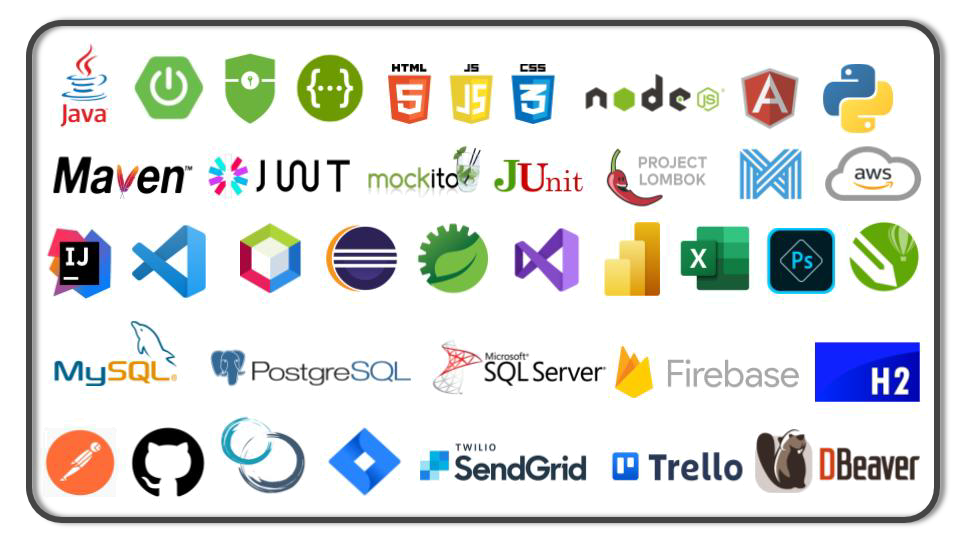 Java
HTML
5
JS
JS
CSS
3
node
JS
A
Maven™
JWT
mockito
JUnit
PROJECT
LOMBOK
aws
IJ
X
Ps
MySQL®
PostgreSQL
Microsoft®
SQL Server®
Firebase
H2
TWILIO
SendGrid
Trello
DBeaver